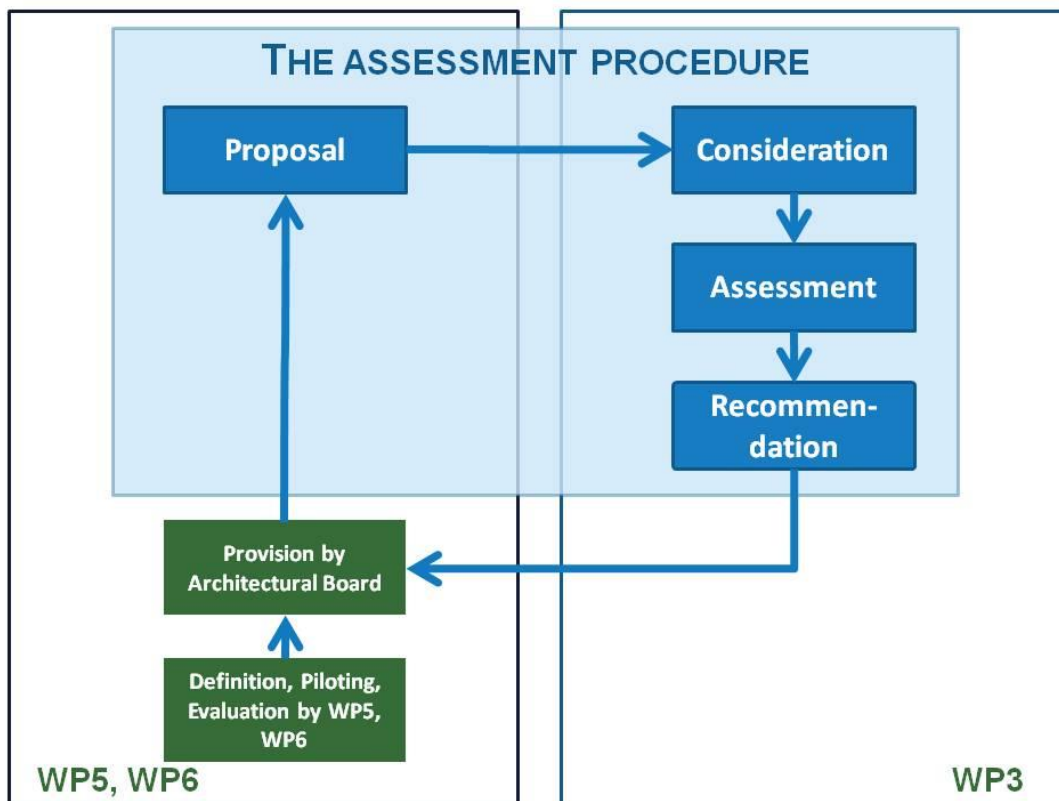 THE ASSESSMENT PROCEDURE
Proposal
Consideration
Assessment
Recommen-
dation
Provision by
Architectural Board
Definition, Piloting,
Evaluation by WP5,
WP6
WP5, WP6
WP3